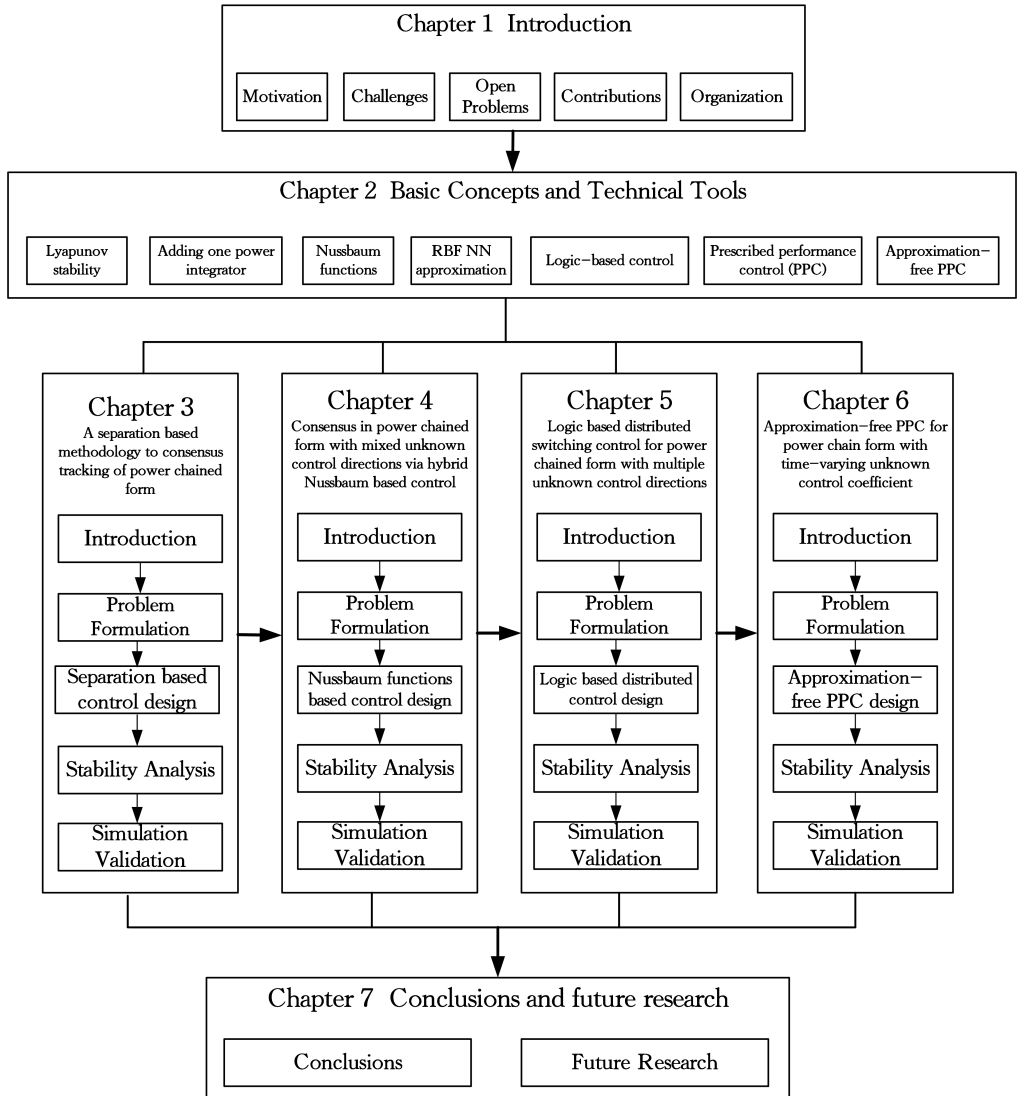 Chapter 1 Introduction
Motivation
Challenges
Open
Problems
Contributions
Organization
Chapter 2 Basic Concepts and Technical Tools
Lyapunov
stability
Adding one power
integrator
Nussbaum
functions
RBF NN
approximation
Logic-based control
Prescribed performance
control (PPC)
Approximation-
free PPC
Chapter 3
A separation based
methodology to consensus
tracking of power chained
form
Introduction
Problem
Formulation
Separation based
control design
Stability Analysis
Simulation
Validation
Chapter 4
Consensus in power chained
form with mixed unknown
control directions via hybrid
Nussbaum based control
Introduction
Problem
Formulation
Nussbaum functions
based control design
Stability Analysis
Simulation
Validation
Chapter 5
Logic based distributed
switching control for power
chained form with multiple
unknown control directions
Introduction
Problem
Formulation
Logic based distributed
control design
Stability Analysis
Simulation
Validation
Chapter 6
Approximation-free PPC for
power chain form with
time-varying unknown
control coefficient
Introduction
Problem
Formulation
Approximation-
free PPC design
Stability Analysis
Simulation
Validation
Chapter 7 Conclusions and future research
Conclusions
Future Research